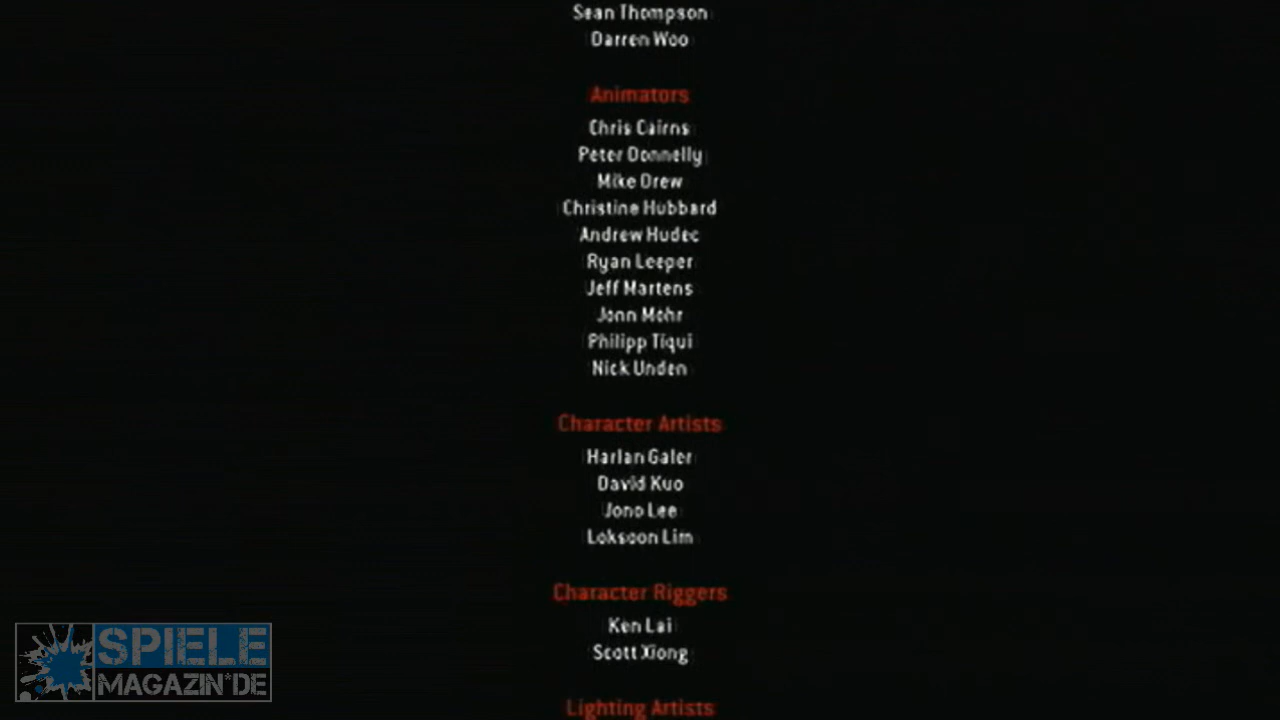 Sean Thompson
Darren Woo
Animators
Chris Cairns
Peter Donnelly
Mike Drew
Christine Hubbard
Andrew Hudec
Ryan Leeper
Jeff Martens
Jonn Mohr
Philipp Tiqui
Nick Unden
Character Artists
Harlan Galer
David Kuo
Jono Lee
Loksoon Lim
Character Riggers
Ken Lai
Scott Xiong
Lighting Artists
SPIELE
MAGAZIN*DE